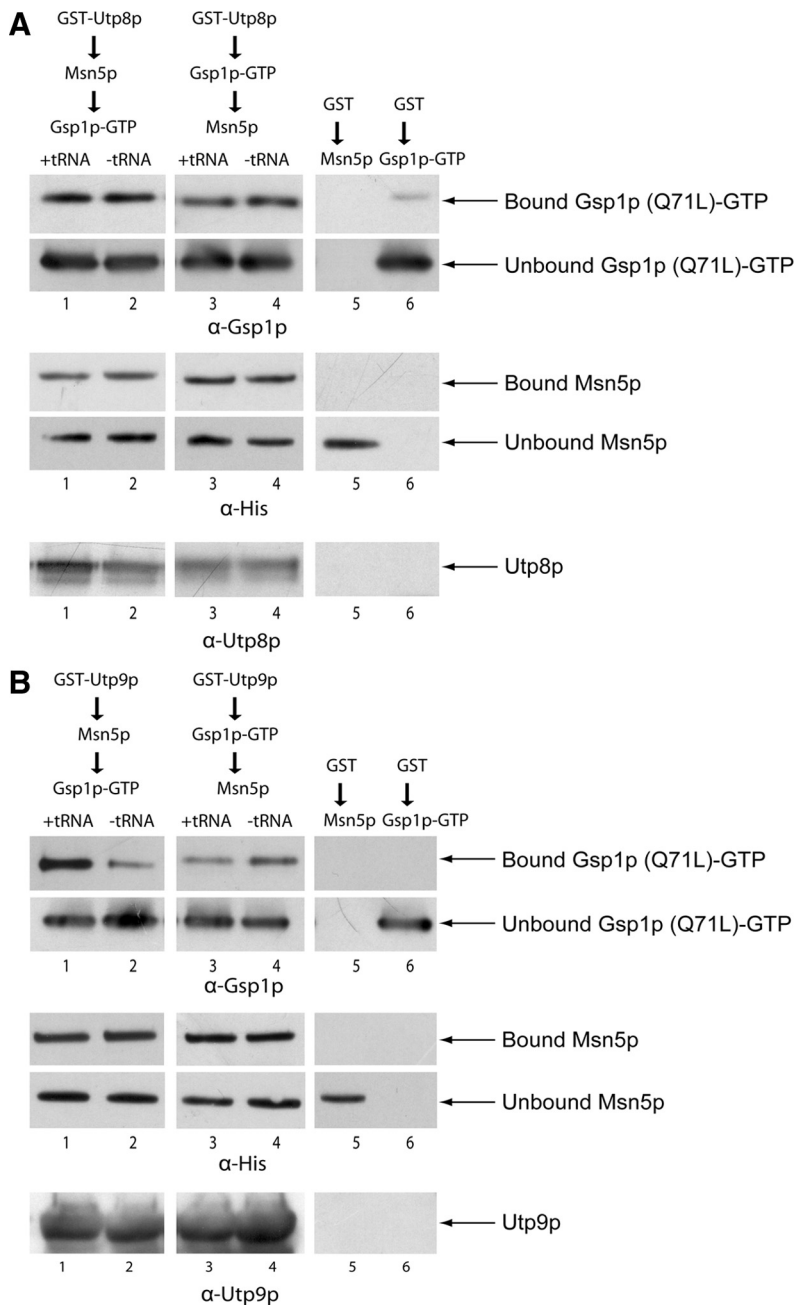 A
GST-Utp8p GST-Utp8p
Msn5p Gsp1p-GTP
GST GST
Gsp1p-GTP Msn5p
+tRNA -tRNA +tRNA -tRNA Msn5p Gsp1p-GTP
Bound Gsp1p (Q71L)-GTP
Unbound Gsp1p (Q71L)-GTP
1 2 3 4 5 6
α-Gsp1p
Bound Msn5p
Unbound Msn5p
1 2 3 4 5 6
α-His
Utp8p
1 2 3 4 5 6
α-Utp8p
B
GST-Utp9p GST-Utp9p
Msn5p Gsp1p-GTP
GST GST
Gsp1p-GTP Msn5p
+tRNA -tRNA +tRNA -tRNA Msn5p Gsp1p-GTP
Bound Gsp1p (Q71L)-GTP
Unbound Gsp1p (Q71L)-GTP
1 2 3 4 5 6
α-Gsp1p
Bound Msn5p
Unbound Msn5p
1 2 3 4 5 6
α-His
Utp9p
1 2 3 4 5 6
α-Utp9p